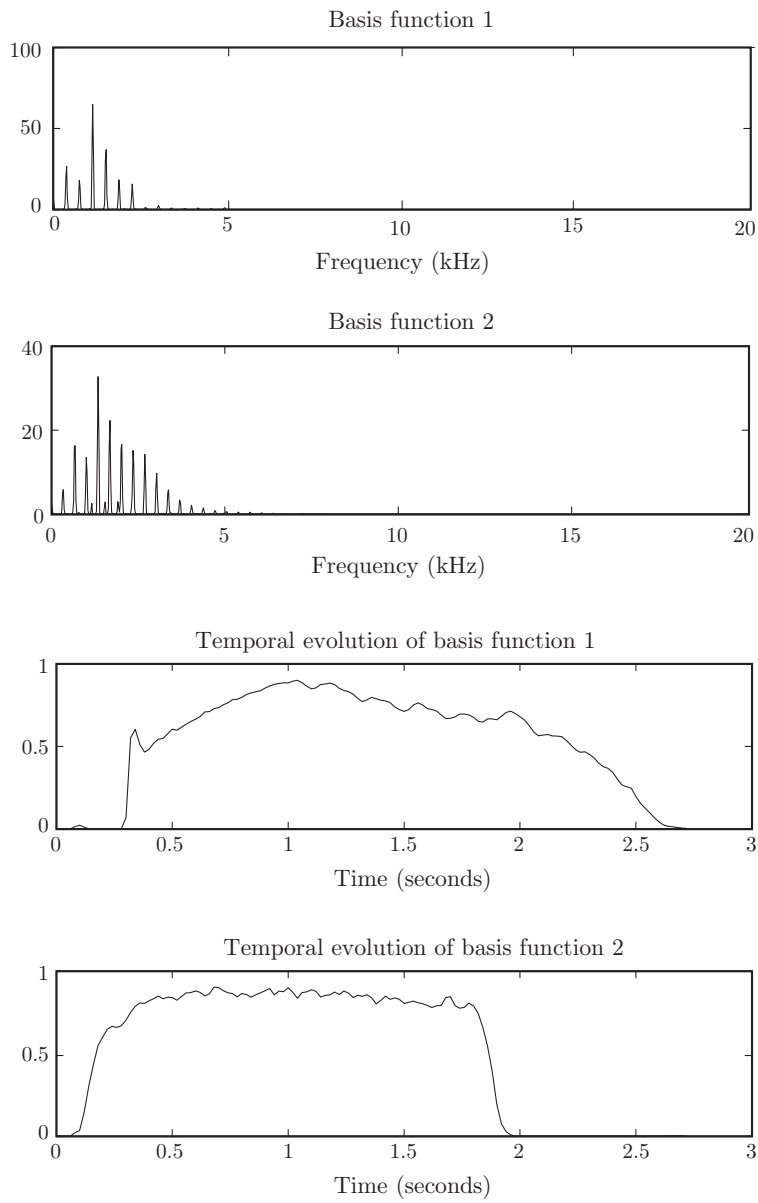 Basis function 1
100
50
0
0 5 10 15 20
Frequency (kHz)
Basis function 2
40
20
0
0 5 10 15 20
Frequency (kHz)
Temporal evolution of basis function 1
1
0.5
0
0 0.5 1 1.5 2 2.5 3
Time (seconds)
Temporal evolution of basis function 2
1
0.5
0
0 0.5 1 1.5 2 2.5 3
Time (seconds)